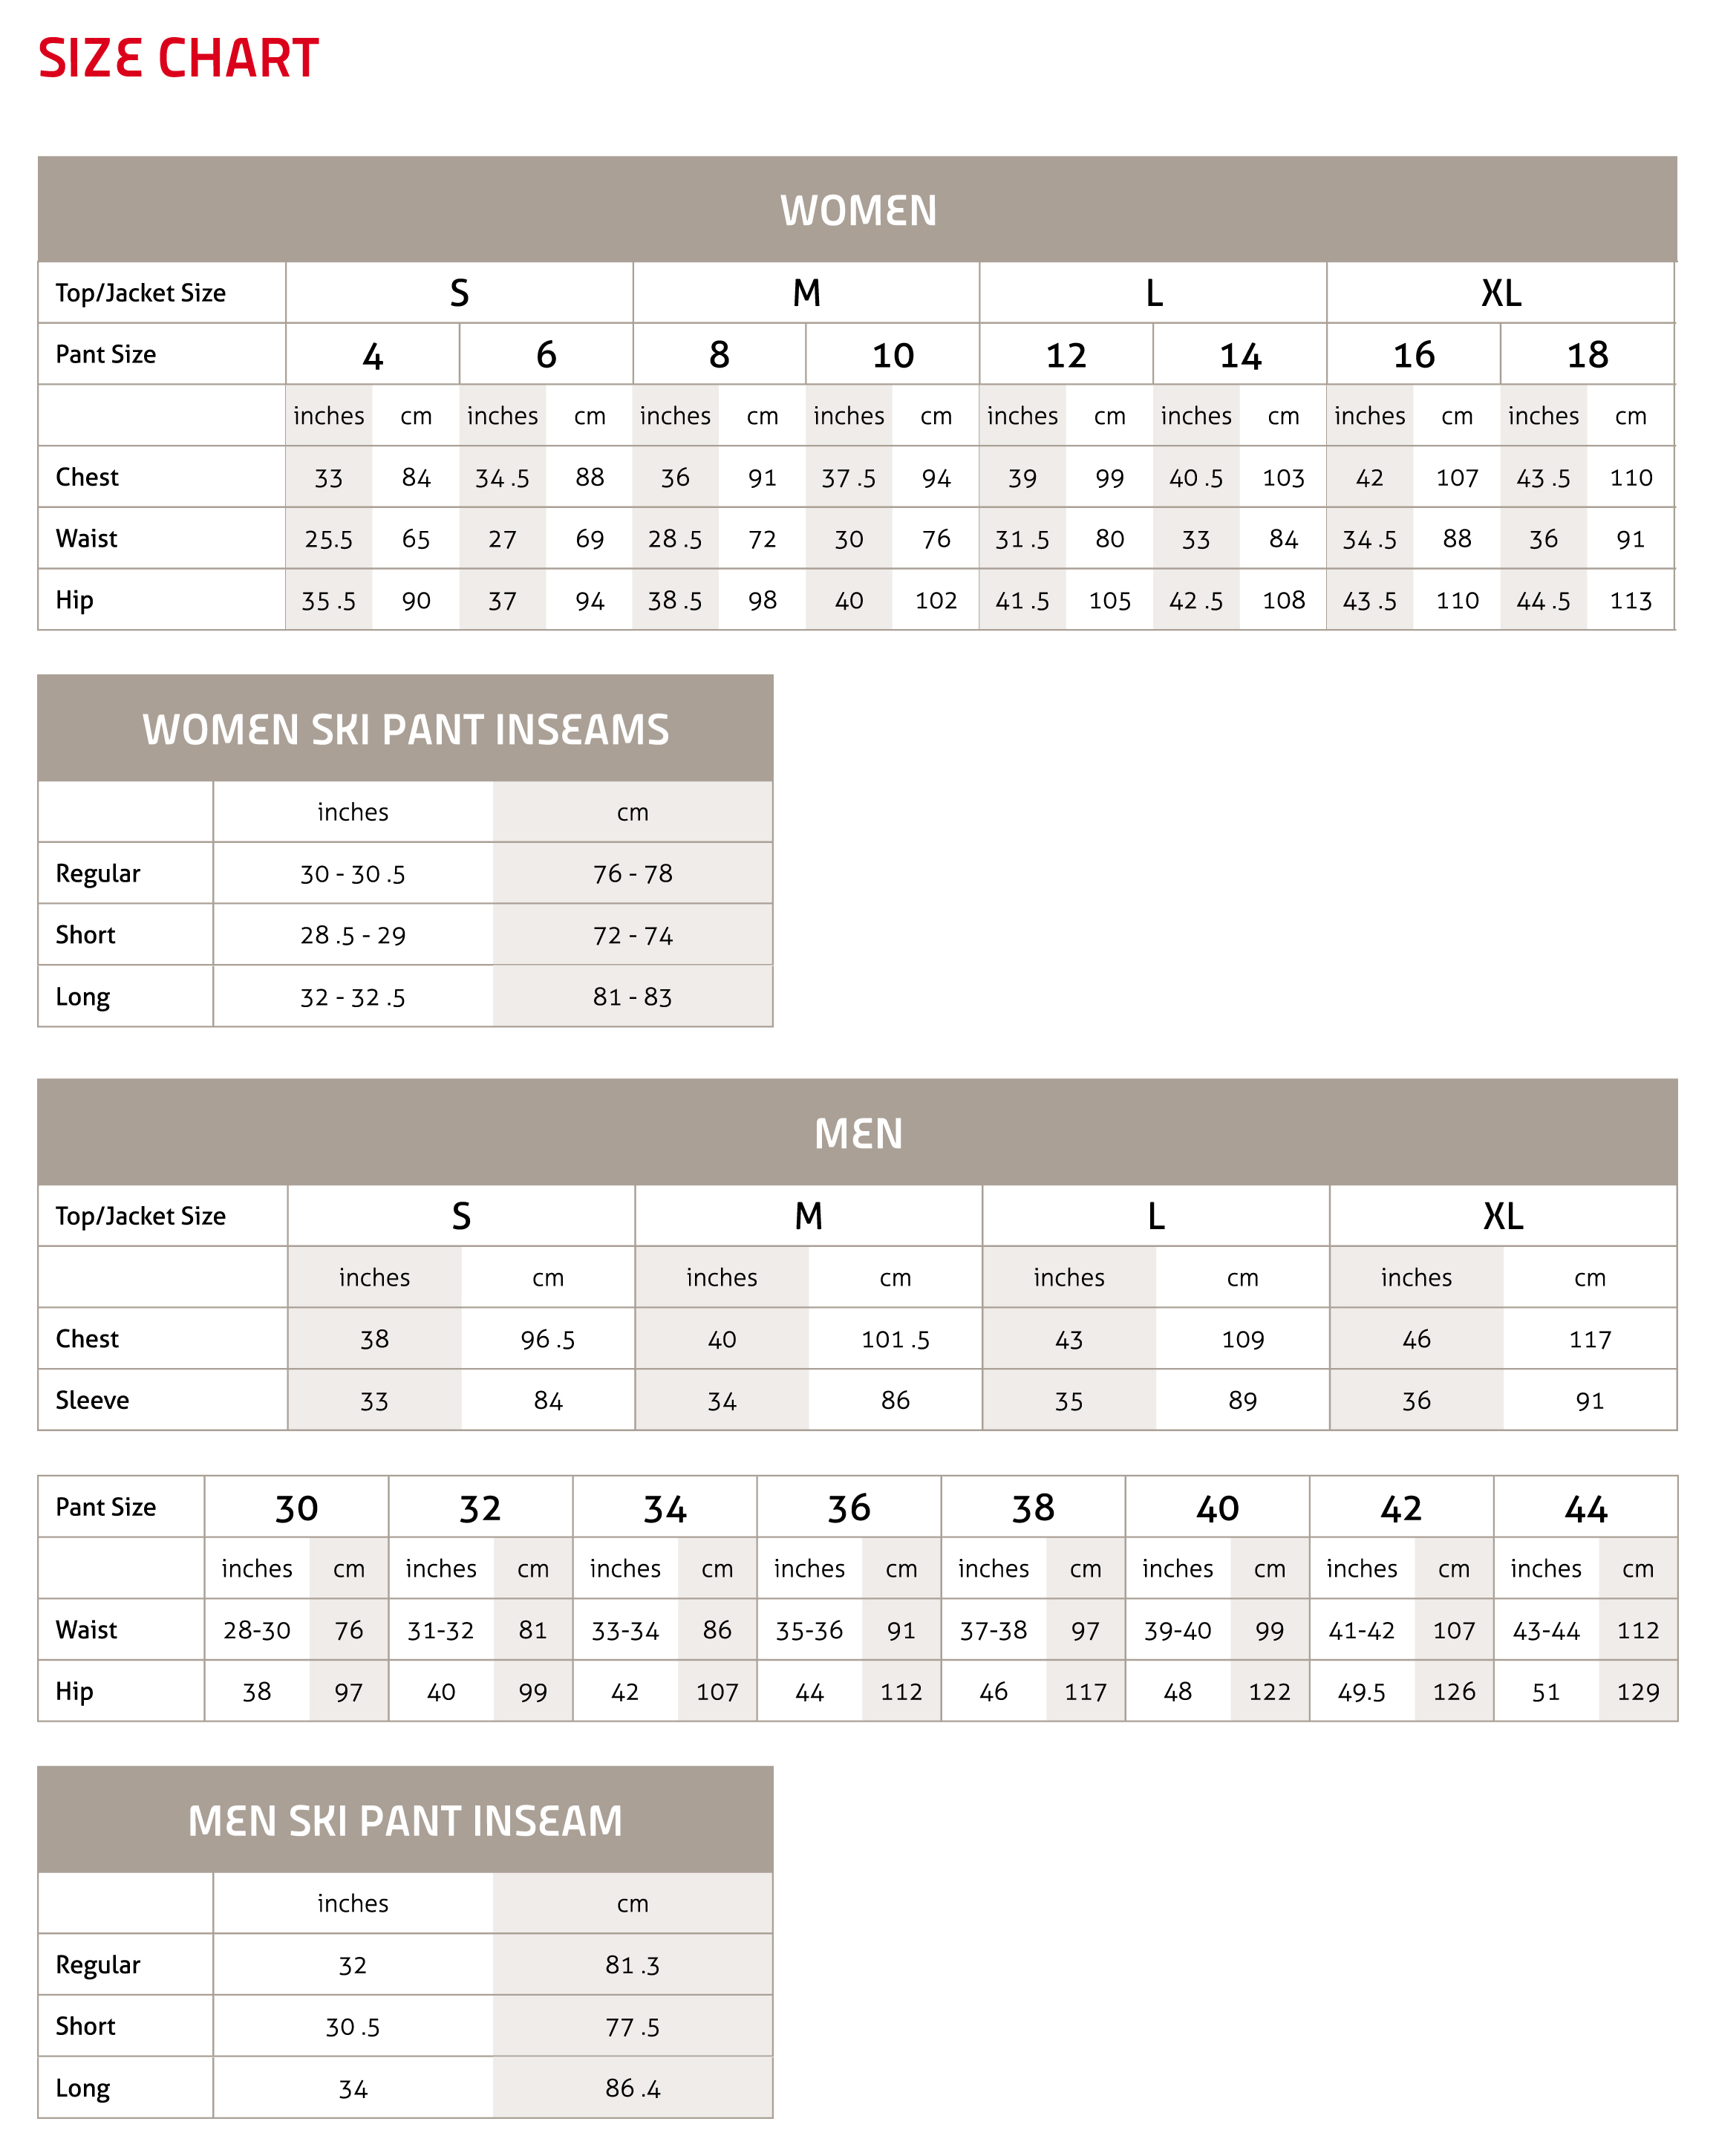 SIZE CHART
WOMEN
Top/Jacket Size S M L XL
Pant Size 4 6 8 10 12 14 16 18
inches cm inches cm inches cm inches cm inches cm inches cm inches cm inches cm
Chest 33 84 34 .5 88 36 91 37 .5 94 39 99 40 .5 103 42 107 43 .5 110
Waist 25.5 65 27 69 28 .5 72 30 76 31 .5 80 33 84 34 .5 88 36 91
Hip 35 .5 90 37 94 38 .5 98 40 102 41 .5 105 42 .5 108 43 .5 110 44 .5 113
WOMEN SKI PANT INSEAMS
inches cm
Regular 30 - 30 .5 76 - 78
Short 28 .5 - 29 72 - 74
Long 32 - 32 .5 81 - 83
MEN
Top/Jacket Size S M L XL
inches cm inches cm inches cm inches cm
Chest 38 96 .5 40 101 .5 43 109 46 117
Sleeve 33 84 34 86 35 89 36 91
Pant Size 30 32 34 36 38 40 42 44
inches cm inches cm inches cm inches cm inches cm inches cm inches cm inches cm
Waist 28-30 76 31-32 81 33-34 86 35-36 91 37-38 97 39-40 99 41-42 107 43-44 112
Hip 38 97 40 99 42 107 44 112 46 117 48 122 49.5 126 51 129
MEN SKI PANT INSEAM
inches cm
Regular 32 81 .3
Short 30 .5 77 .5
Long 34 86 .4